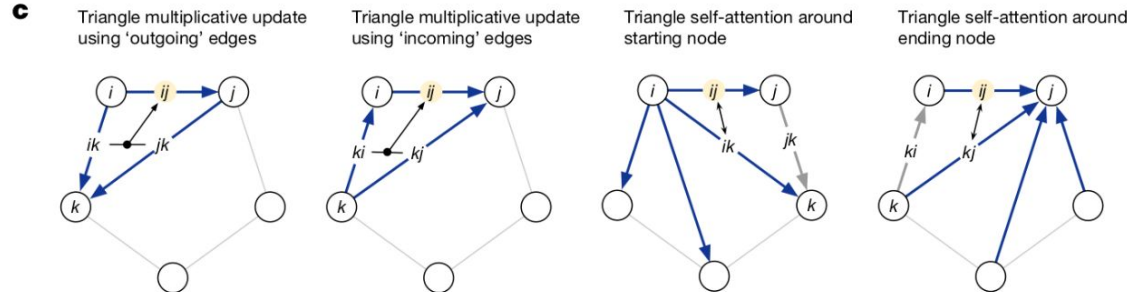 c
Triangle multiplicative update
using ‘outgoing’ edges
Triangle multiplicative update
using ‘incoming’ edges
Triangle self-attention around
starting node
Triangle self-attention around
ending node
i ij j
ik jk
k
i ij j
ki kj
k
i ij j
ik jk
k
i ij j
ki kj
k